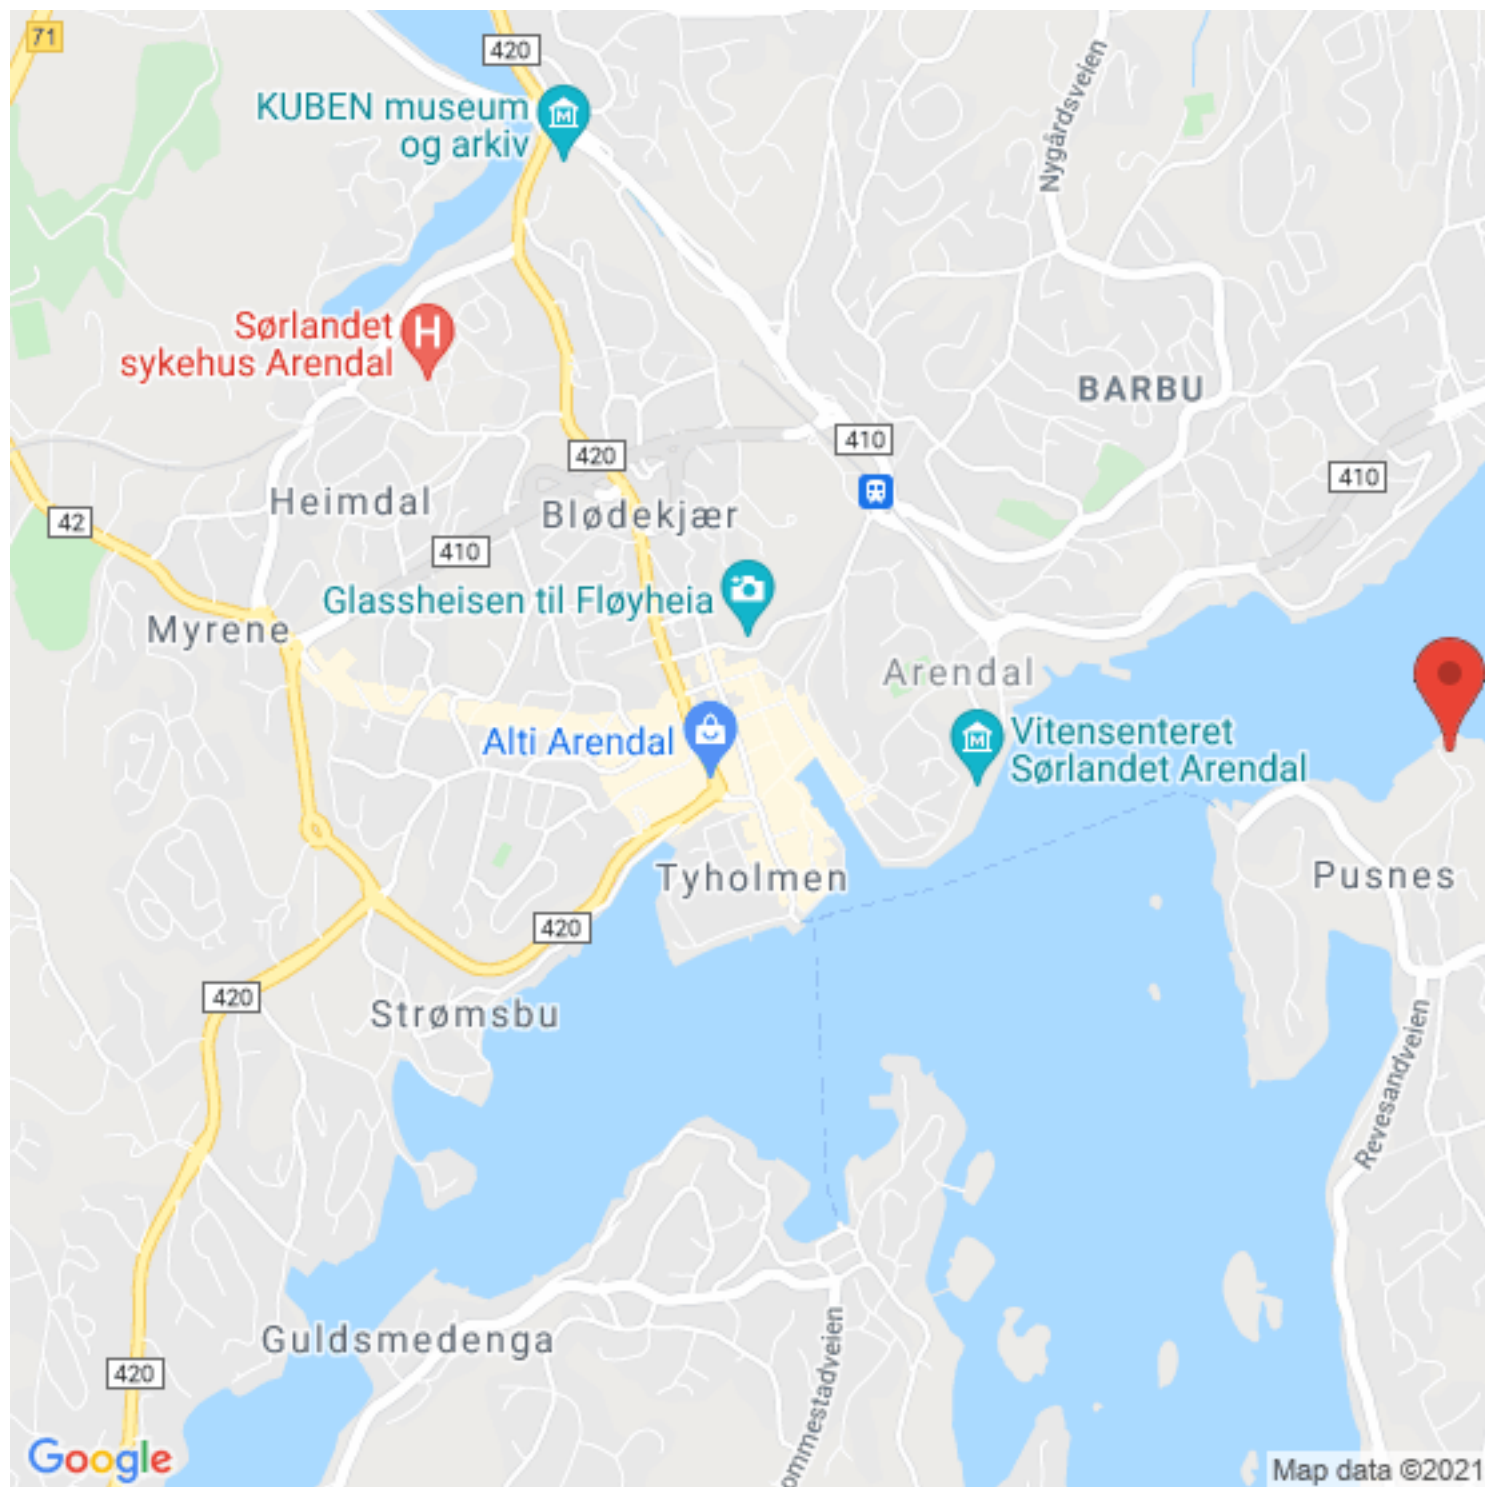 71
420
KUBEN museum
og arkiv
Nygårdsveien
Sørlandet
sykehus Arendal
H
BARBU
410
420
410
Heimdal
42
Blødekjær
410
Glassheisen til Fløyheia
Myrene
Arendal
Alti Arendal
Vitensenteret
Sørlandet Arendal
Tyholmen
Pusnes
420
420
Strømsbu
Revesandveien
Guldsmedenga
420
ommestadveien
Google
Map data ©2021